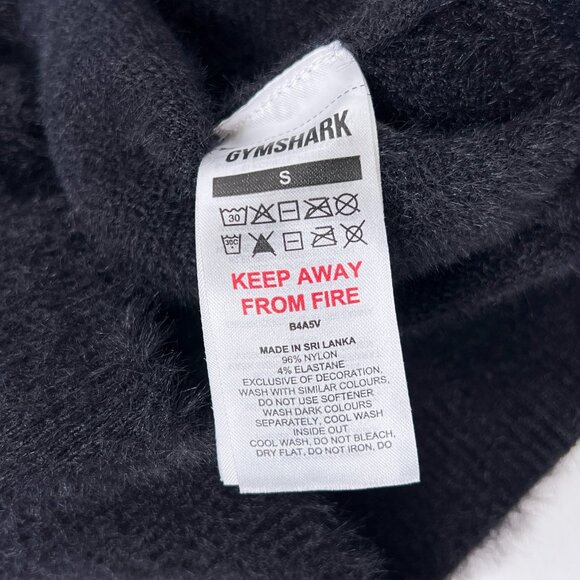 GYMSHARK
S
30
30C
KEEP AWAY
FROM FIRE
B4A5V
MADE IN SRI LANKA
96% NYLON
4% ELASTANE
EXCLUSIVE OF DECORATION.
WASH WITH SIMILAR COLOURS,
DO NOT USE SOFTENER
WASH DARK COLOURS
SEPARATELY, COOL WASH
INSIDE OUT
COOL WASH, DO NOT BLEACH,
DRY FLAT, DO NOT IRON, DO